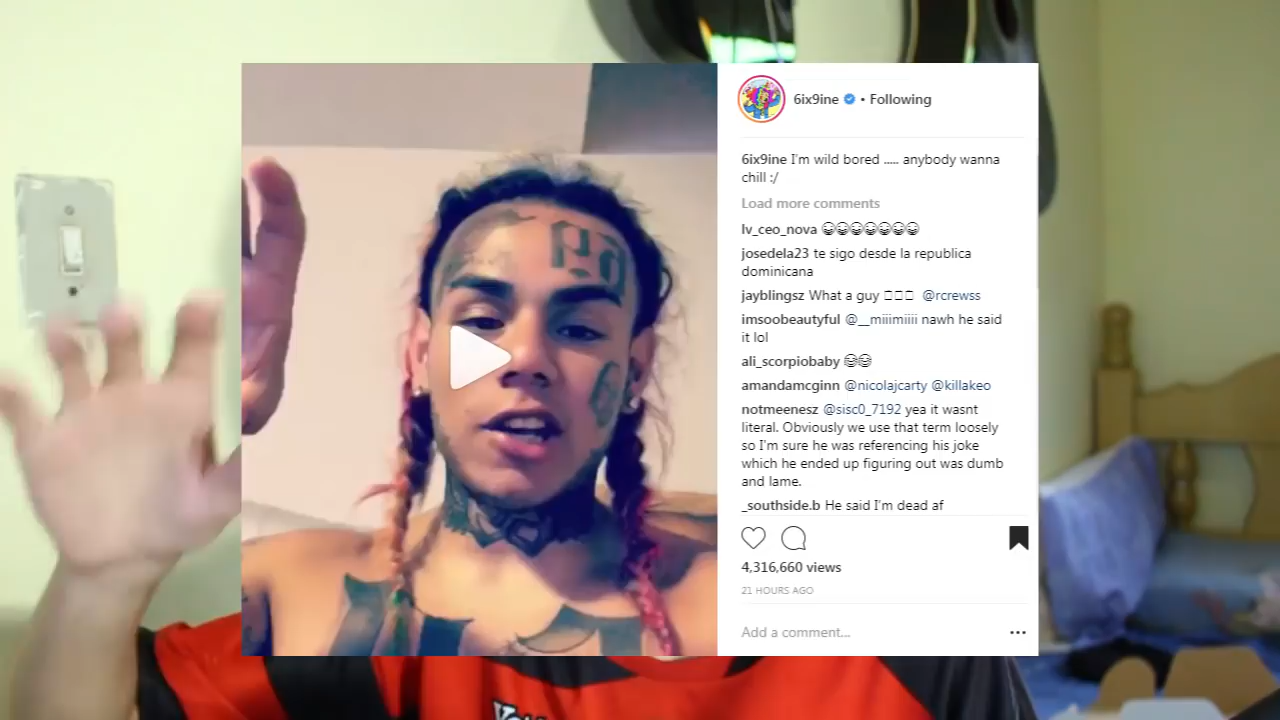 6ix9ine • Following
6ix9ine I'm wild bored ..... anybody wanna
chill :/
Load more comments
lv_ceo_nova 😀😀😀😀😀😀😀
josedela23 te sigo desde la republica
dominicana
jayblingsz What a guy □□□ @rcrewss
imsoobeautyful @__miiimiiii nawh he said
it lol
ali_scorpiobaby 😂😂
amandamcginn @nicolajcarty @killakeo
notmeenesz @sisc0_7192 yea it wasnt
literal. Obviously we use that term loosely
so I'm sure he was referencing his joke
which he ended up figuring out was dumb
and lame.
_southside.b He said I'm dead af
4,316,660 views
21 HOURS AGO
Add a comment...
69